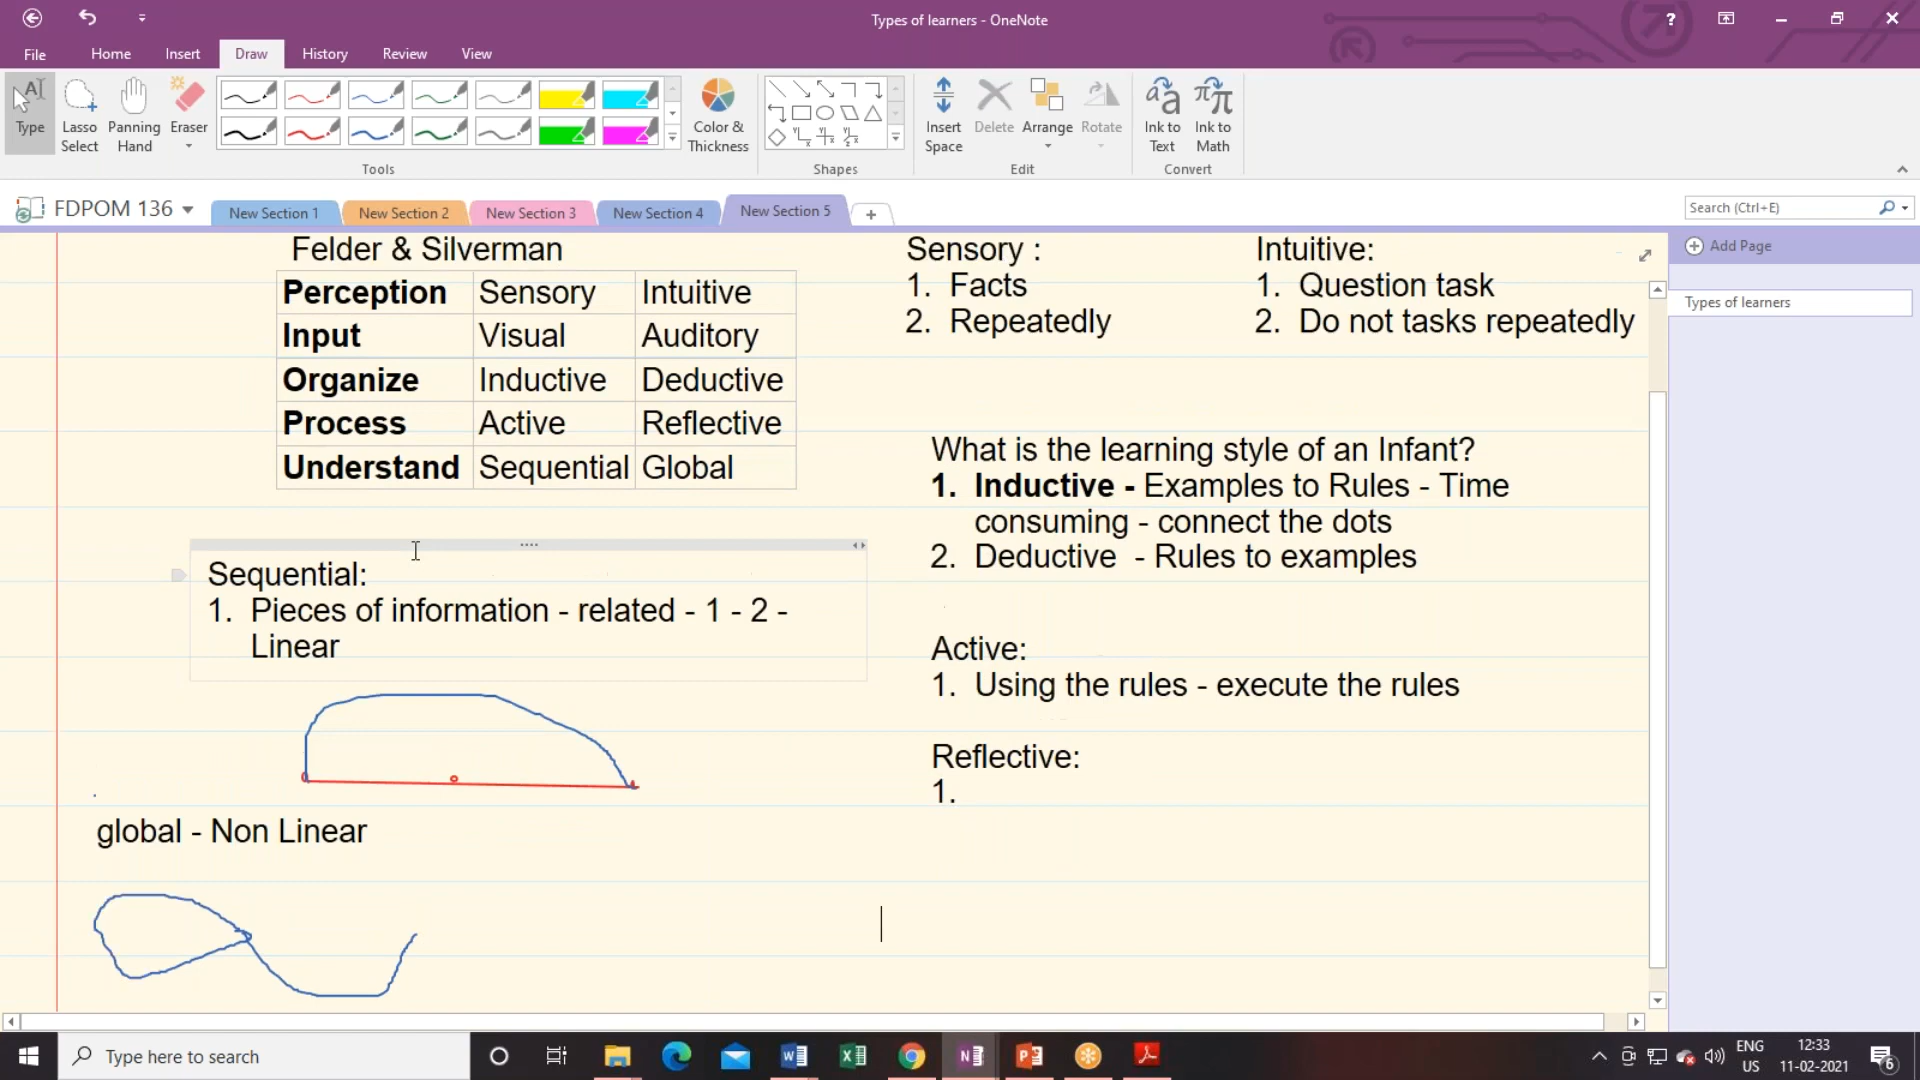 Types of learners - OneNote
?
File Home Insert Draw History Review View
Type
Lasso Select
Panning Hand
Eraser
Color & Thickness
Insert Space
Delete
Arrange
Rotate
Ink to Text
Ink to Math
Tools Shapes Edit Convert
FDPOM 136
New Section 1 New Section 2 New Section 3 New Section 4 New Section 5 +
Search (Ctrl+E)
Add Page
Types of learners
Felder & Silverman
Perception Sensory Intuitive
Input Visual Auditory
Organize Inductive Deductive
Process Active Reflective
Understand Sequential Global
Sequential:
1. Pieces of information - related - 1 - 2 -
Linear
global - Non Linear
Sensory :
1. Facts
2. Repeatedly
Intuitive:
1. Question task
2. Do not tasks repeatedly
What is the learning style of an Infant?
1. Inductive - Examples to Rules - Time
consuming - connect the dots
2. Deductive - Rules to examples
Active:
1. Using the rules - execute the rules
Reflective:
1.
Type here to search
ENG
US
12:33
11-02-2021
6